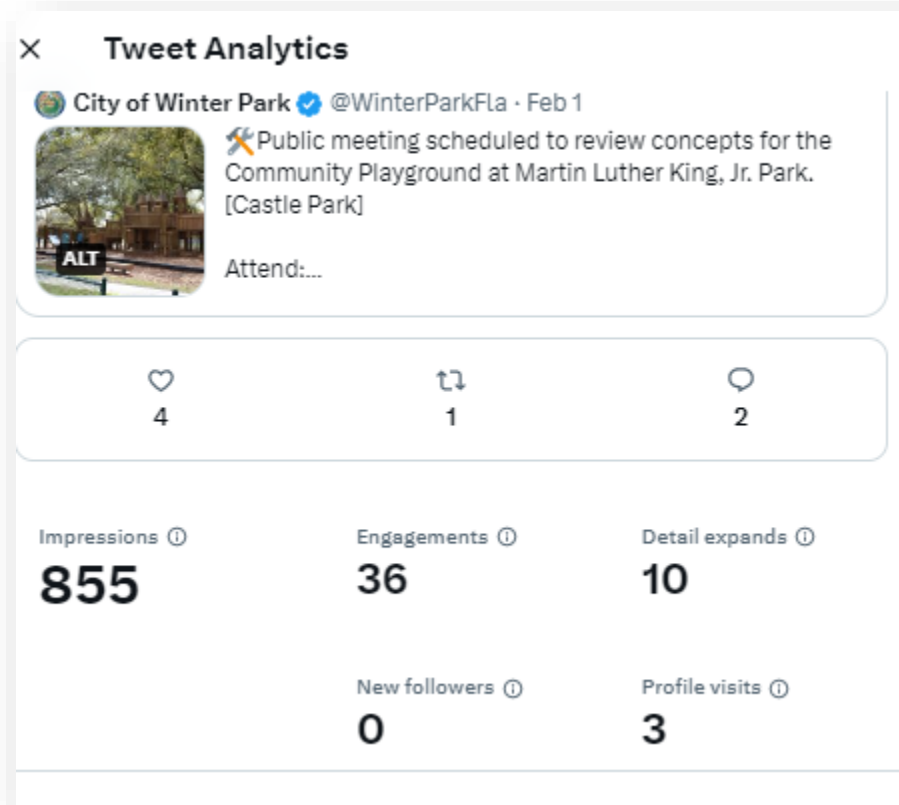 Tweet Analytics
City of Winter Park @WinterParkFla · Feb 1
🛠Public meeting scheduled to review concepts for the
Community Playground at Martin Luther King, Jr. Park.
[Castle Park]
ALT
Attend:...
4 1 2
Impressions Engagements Detail expands
855 36 10
New followers Profile visits
0 3